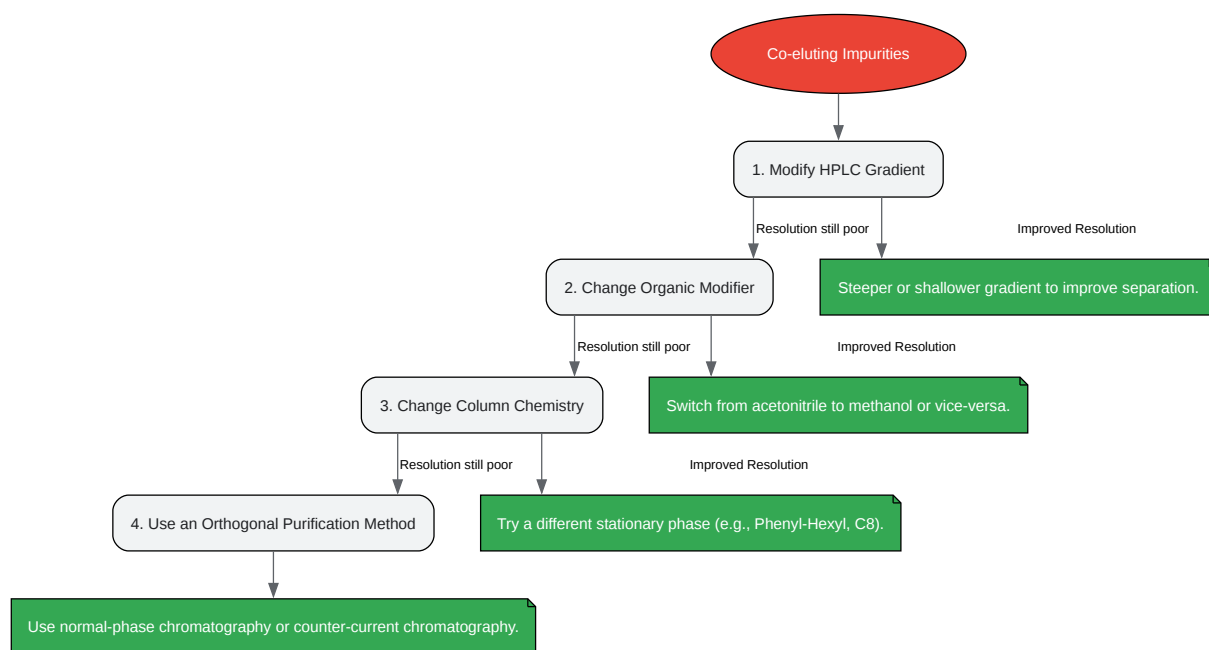 Co-eluting Impurities
1. Modify HPLC Gradient
Resolution still poor
Improved Resolution
2. Change Organic Modifier
Steeper or shallower gradient to improve separation.
Resolution still poor
Improved Resolution
3. Change Column Chemistry
Switch from acetonitrile to methanol or vice-versa.
Resolution still poor
Improved Resolution
4. Use an Orthogonal Purification Method
Try a different stationary phase (e.g., Phenyl-Hexyl, C8).
Use normal-phase chromatography or counter-current chromatography.